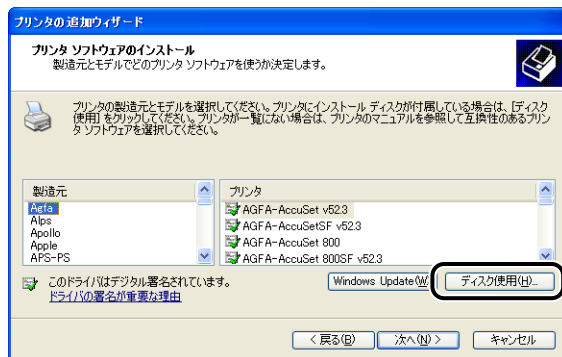 プリンタの追加ウィザード
プリンタ ソフトウェアのインストール
製造元とモデルでどのプリンタ ソフトウェアを使うか決定します。
プリンタの製造元とモデルを選択してください。プリンタにインストール ディスクが付属している場合は、[ディスク
使用] をクリックしてください。プリンタが一覧にない場合は、プリンタのマニュアルを参照して互換性のあるプリン
タ ソフトウェアを選択してください。
製造元
Agfa
Alps
Apollo
Apple
APS-PS
プリンタ
AGFA-AccuSet v52.3
AGFA-AccuSetSF v52.3
AGFA-AccuSet 800
AGFA-AccuSet 800SF v52.3
このドライバはデジタル署名されています。
ドライバの署名が重要な理由
Windows Update(W)
ディスク使用(H)...
< 戻る(B)
次へ(N) >
キャンセル